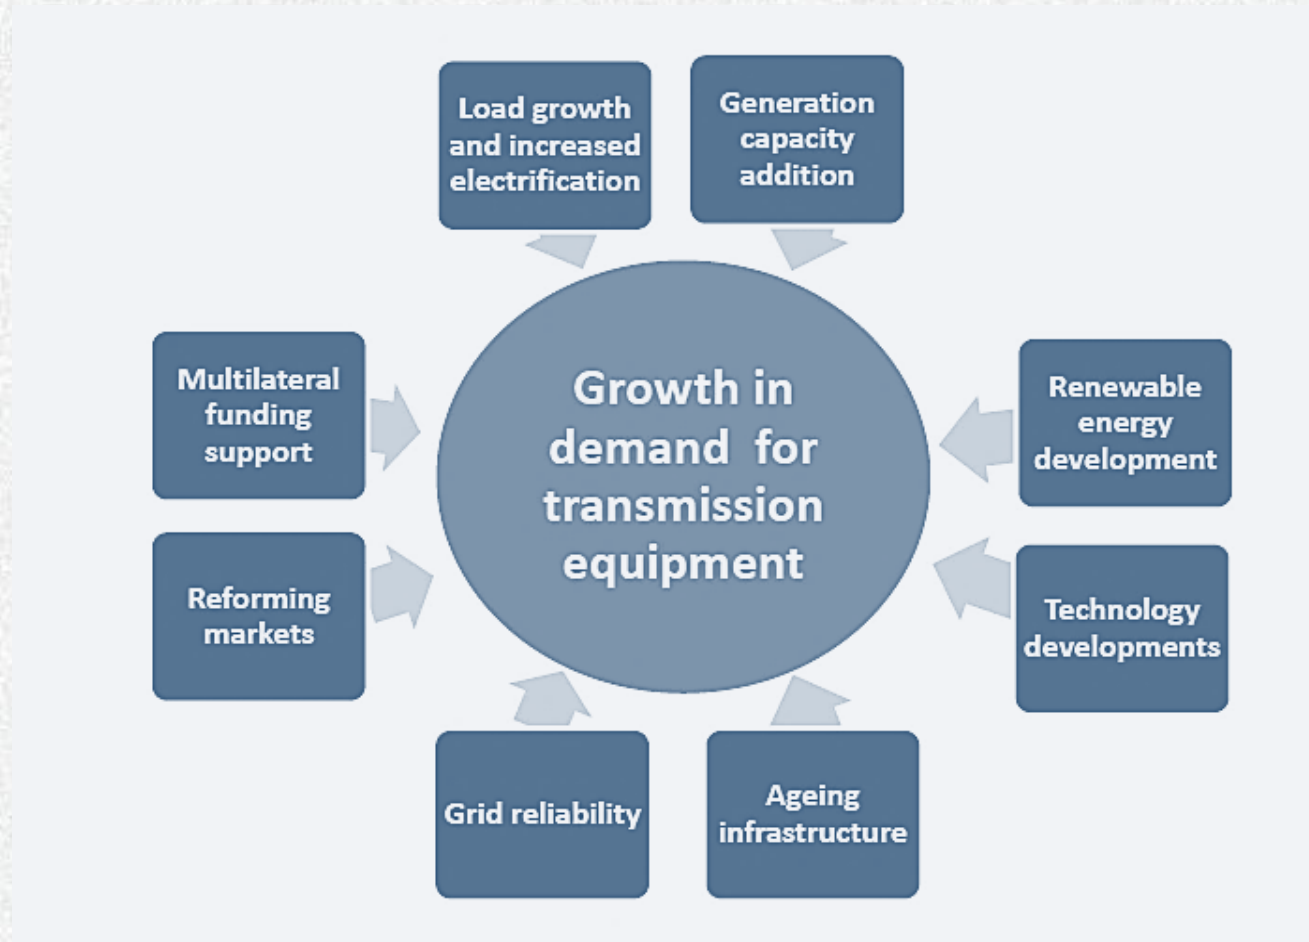 Load growth
and increased
electrification
Generation
capacity
addition
Multilateral
funding
support
Growth in
demand for
transmission
equipment
Renewable
energy
development
Reforming
markets
Technology
developments
Grid reliability
Ageing
infrastructure